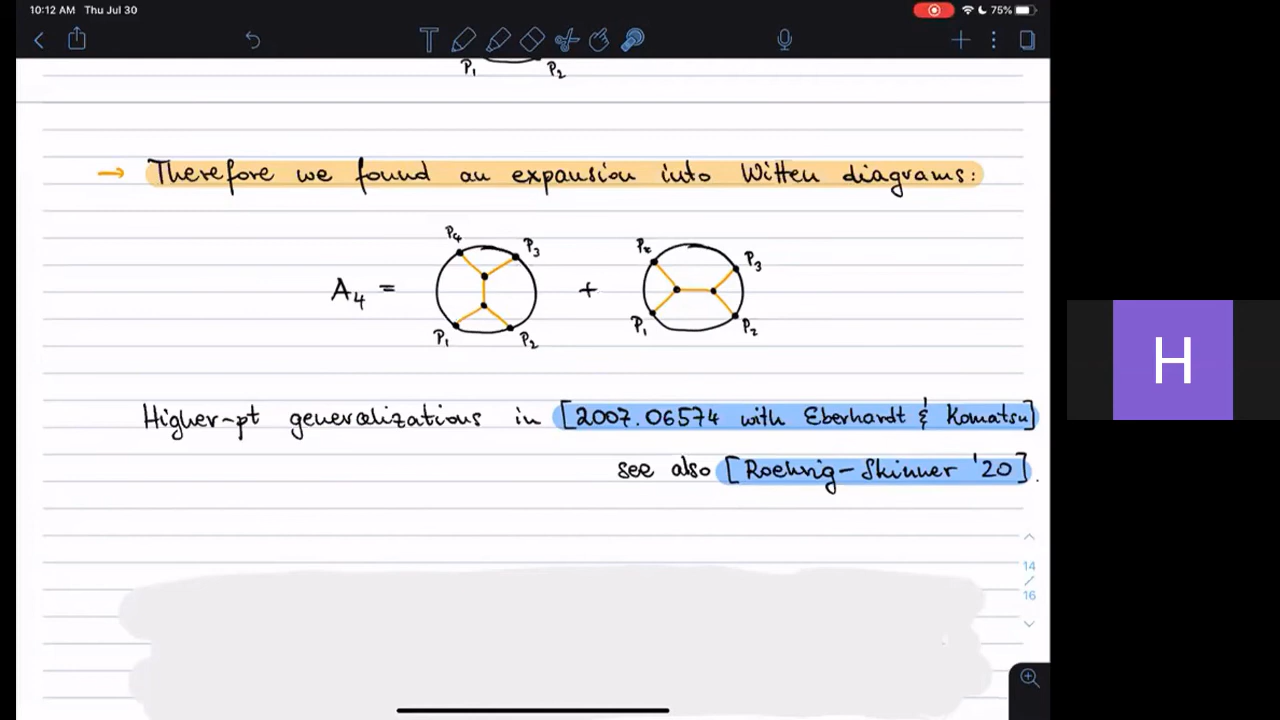 10:12 AM Thu Jul 30
75%
P1 P2
→ Therefore we found an expansion into Witten diagrams:
P4 P3 P4 P3
A4 = +
P1 P2 P1 P2
Higher-pt generalizations in [2007.06574 with Eberhardt & Komatsu]
see also [Roehrig-Skinner '20].
14
/
16
H